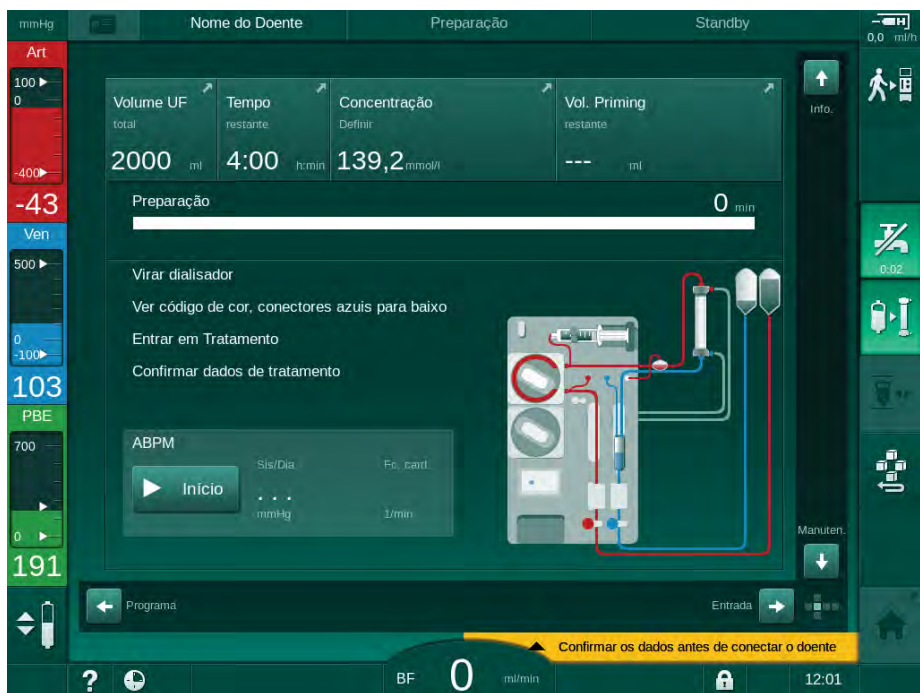 mmHg
Nome do Doente
Preparação
Standby
0,0 ml/h
Art
100
0
-400
-43
Ven
500
0
-100
103
PBE
700
0
191
Volume UF
total
2000 ml
Tempo
restante
4:00 h:min
Concentração
Definir
139,2 mmol/l
Vol. Priming
restante
--- ml
Info.
Preparação
0 min
Virar dialisador
Ver código de cor, conectores azuis para baixo
Entrar em Tratamento
Confirmar dados de tratamento
ABPM
Início
Sis/Dia
. . .
mmHg
Fc. card.
1/min
0:02
Manuten.
Programa
Entrada
Confirmar os dados antes de conectar o doente
?
BF 0 ml/min
12:01